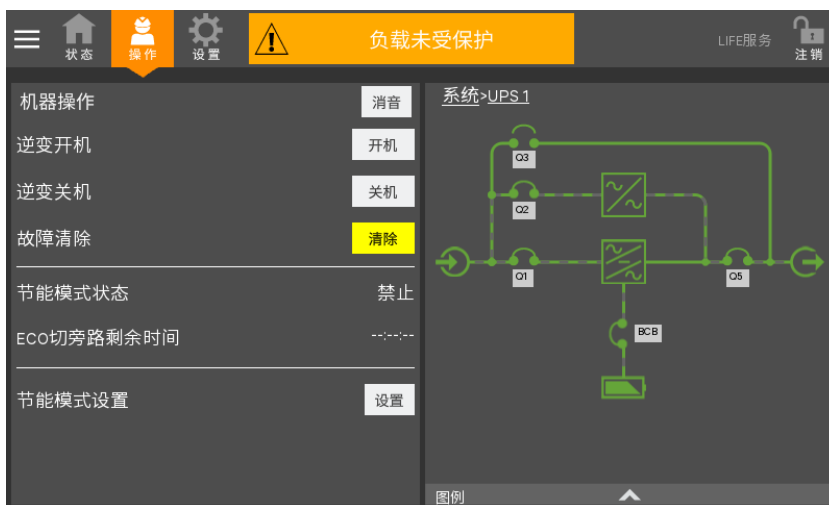 状态 操作 设置 负载未受保护 LIFE服务 注销
机器操作 消音
逆变开机 开机
逆变关机 关机
故障清除 清除
节能模式状态 禁止
ECO切旁路剩余时间 --:--:--
节能模式设置 设置
系统>UPS 1
Q3
Q2
Q1 Q5
BCB
图例